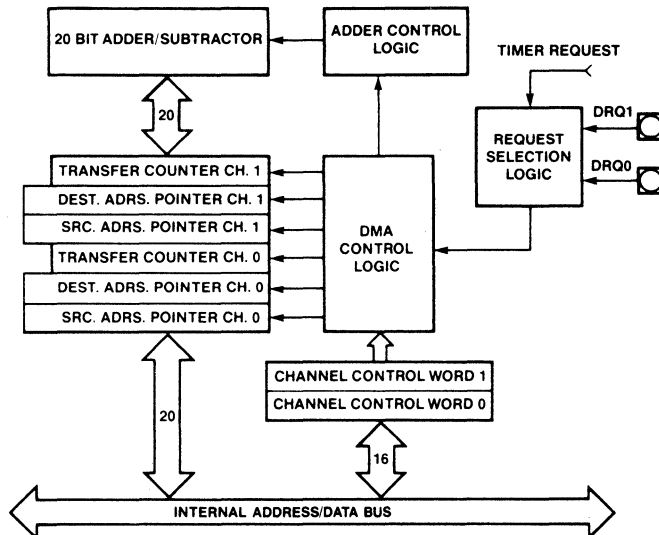 20 BIT ADDER/SUBTRACTOR
ADDER CONTROL
LOGIC
TIMER REQUEST
20
DRQ1
REQUEST
SELECTION
LOGIC
DRQ0
TRANSFER COUNTER CH. 1
DEST. ADRS. POINTER CH. 1
SRC. ADRS. POINTER CH. 1
TRANSFER COUNTER CH. 0
DEST. ADRS. POINTER CH. 0
SRC. ADRS. POINTER CH. 0
DMA
CONTROL
LOGIC
CHANNEL CONTROL WORD 1
CHANNEL CONTROL WORD 0
20
16
INTERNAL ADDRESS/DATA BUS